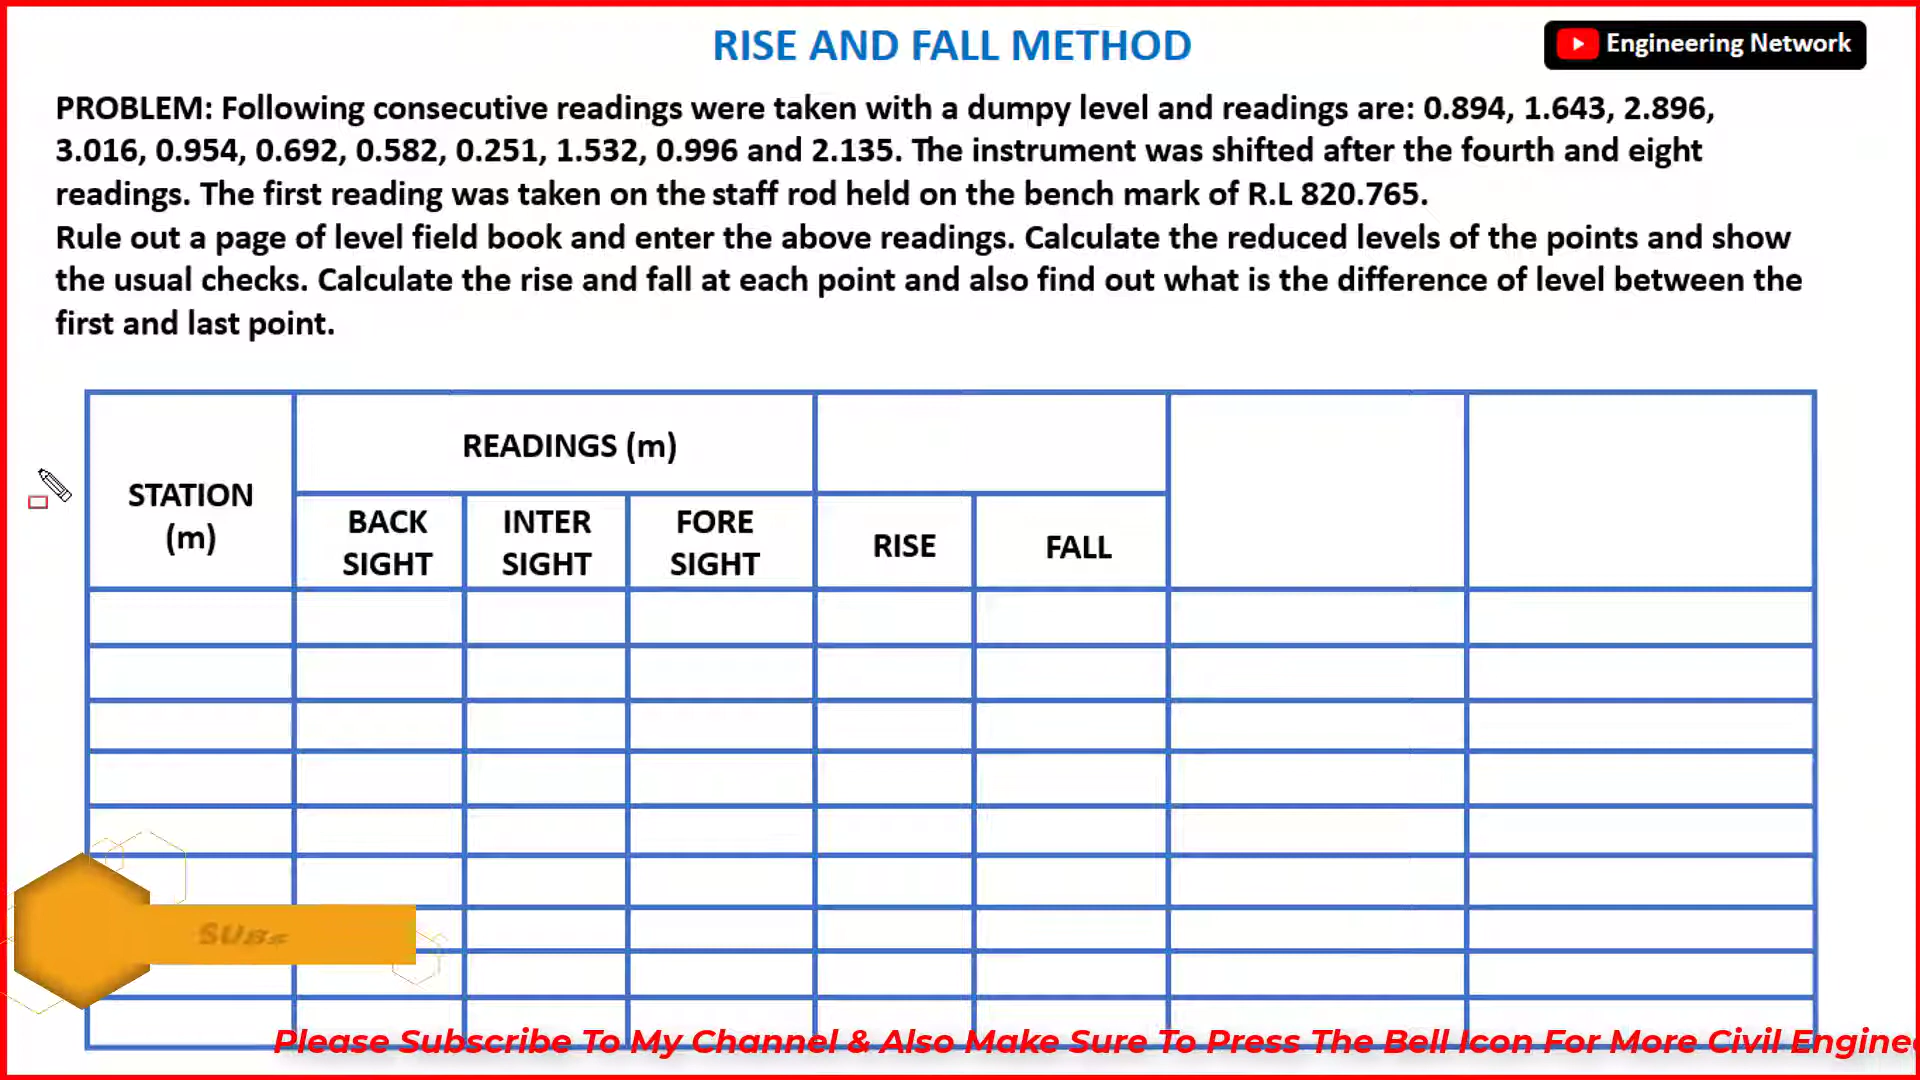 RISE AND FALL METHOD
Engineering Network
PROBLEM: Following consecutive readings were taken with a dumpy level and readings are: 0.894, 1.643, 2.896,
3.016, 0.954, 0.692, 0.582, 0.251, 1.532, 0.996 and 2.135. The instrument was shifted after the fourth and eight
readings. The first reading was taken on the staff rod held on the bench mark of R.L 820.765.
Rule out a page of level field book and enter the above readings. Calculate the reduced levels of the points and show
the usual checks. Calculate the rise and fall at each point and also find out what is the difference of level between the
first and last point.
STATION
(m)
READINGS (m)
BACK
SIGHT
INTER
SIGHT
FORE
SIGHT
RISE
FALL
Please Subscribe To My Channel & Also Make Sure To Press The Bell Icon For More Civil